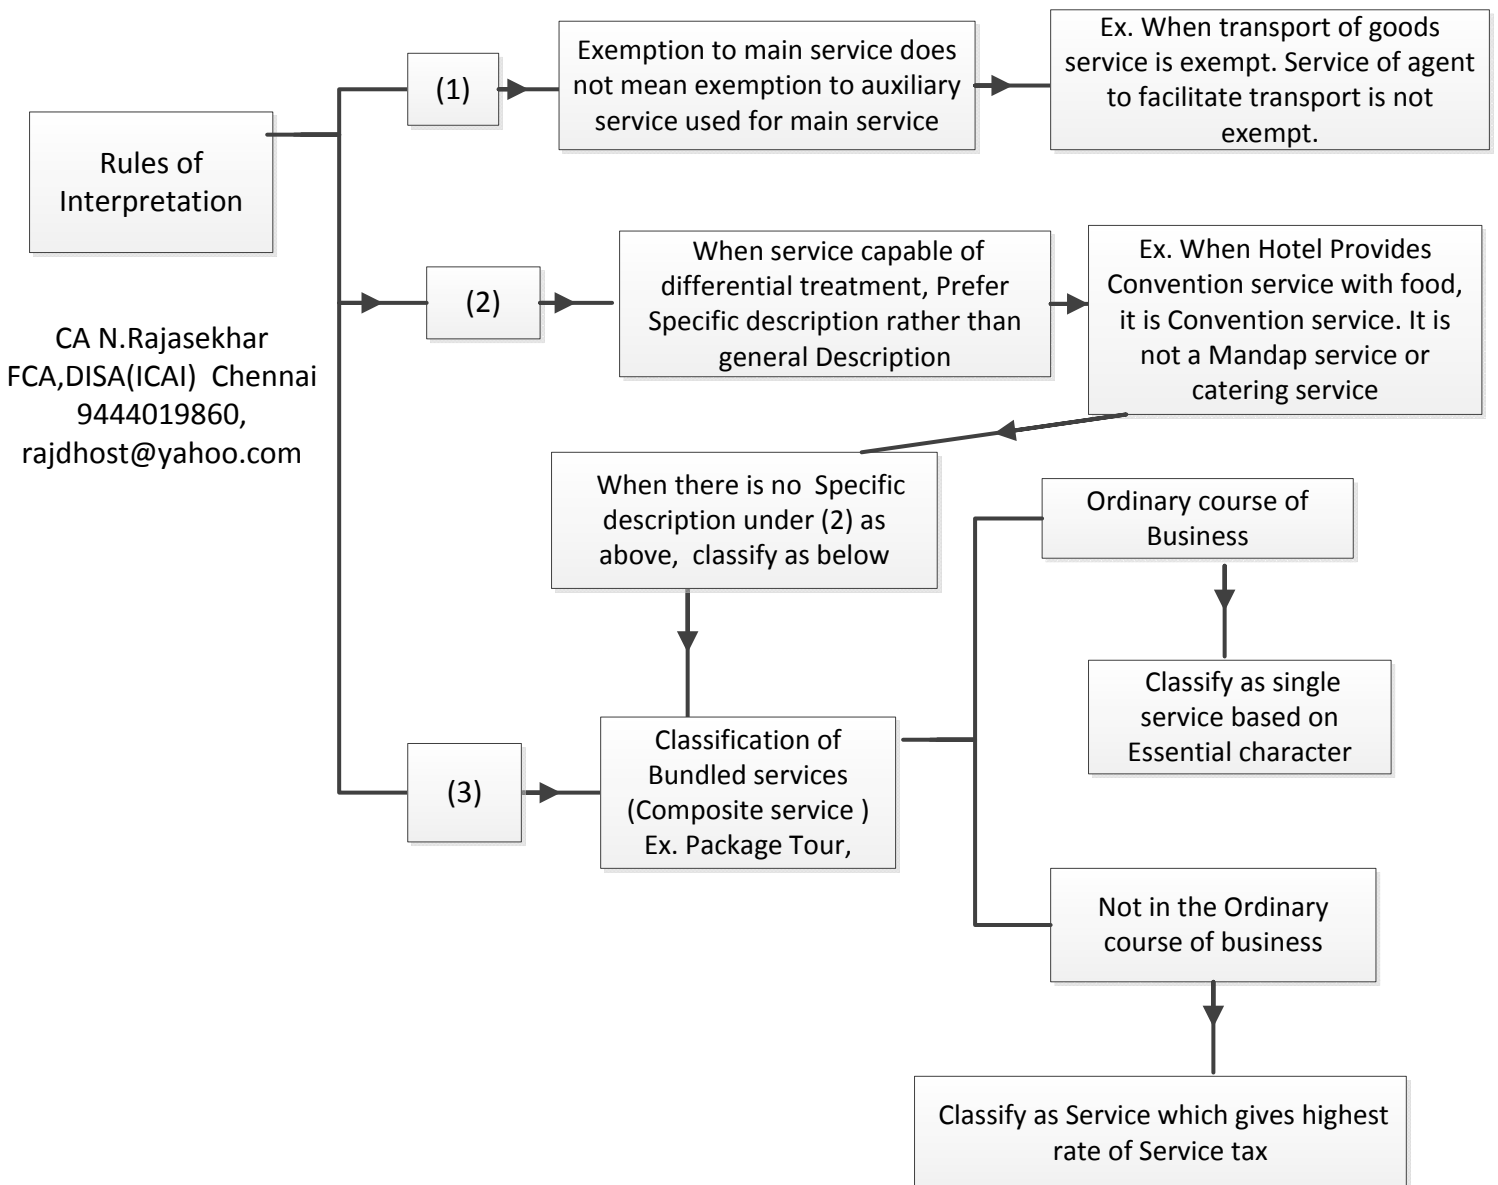 Rules of
Interpretation
CA N.Rajasekhar
FCA,DISA(ICAI) Chennai
9444019860,
rajdhost@yahoo.com
(1)
Exemption to main service does
not mean exemption to auxiliary
service used for main service
Ex. When transport of goods
service is exempt. Service of agent
to facilitate transport is not
exempt.
(2)
When service capable of
differential treatment, Prefer
Specific description rather than
general Description
Ex. When Hotel Provides
Convention service with food,
it is Convention service. It is
not a Mandap service or
catering service
When there is no Specific
description under (2) as
above, classify as below
(3)
Classification of
Bundled services
(Composite service )
Ex. Package Tour,
Ordinary course of
Business
Classify as single
service based on
Essential character
Not in the Ordinary
course of business
Classify as Service which gives highest
rate of Service tax